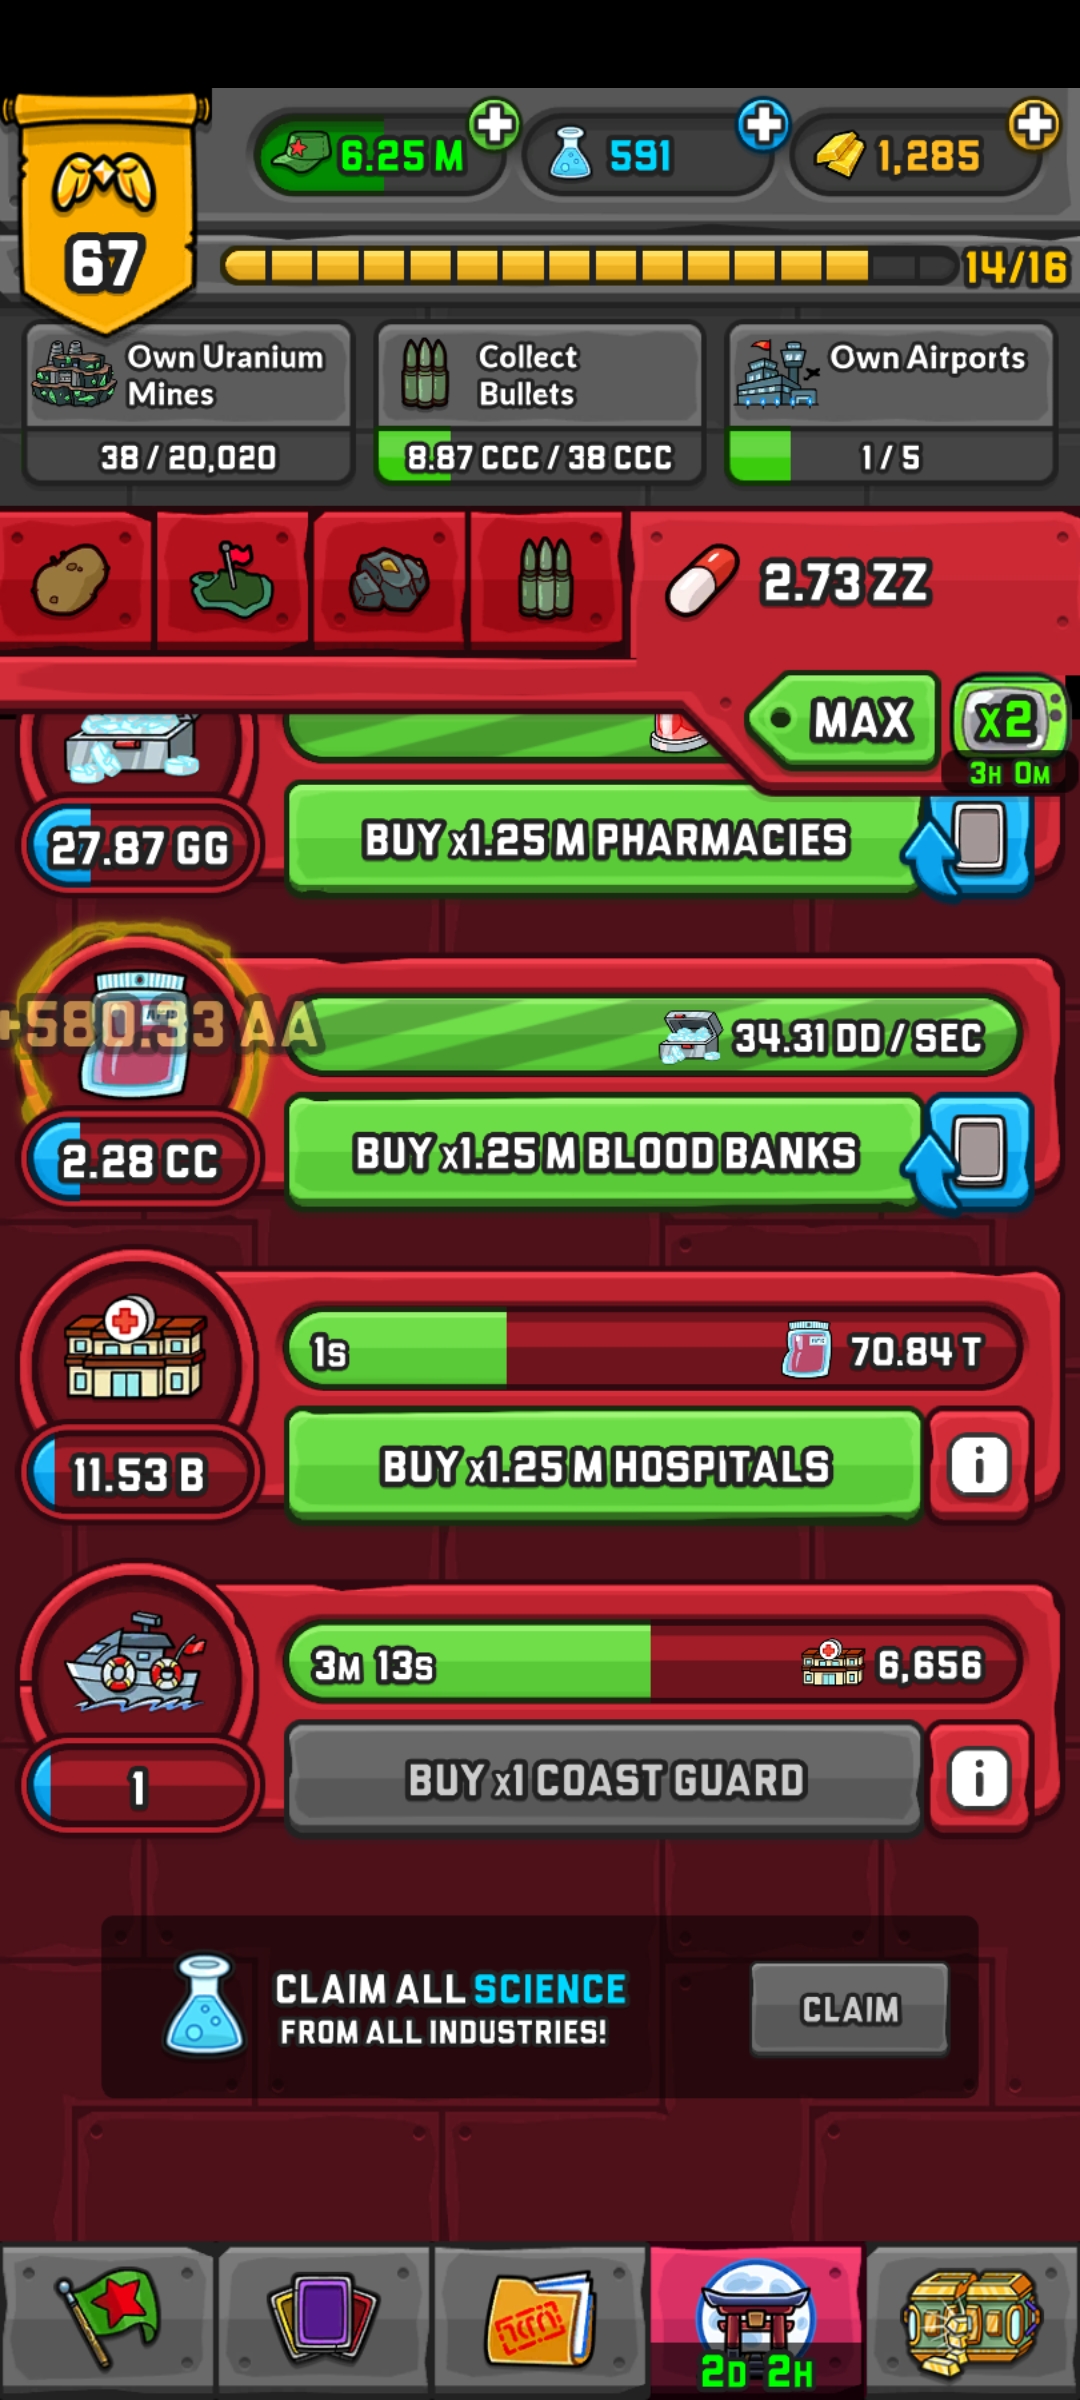 67
6.25 M
591
1,285
14/16
Own Uranium
Mines
38 / 20,020
Collect
Bullets
8.87 CCC / 38 CCC
Own Airports
1 / 5
2.73 ZZ
MAX
x2
3H 0M
27.87 GG
BUY x1.25 M PHARMACIES
+580.33 AA
34.31 DD / SEC
2.28 CC
BUY x1.25 M BLOOD BANKS
1S
70.84 T
11.53 B
BUY x1.25 M HOSPITALS
i
3M 13S
6,656
1
BUY x1 COAST GUARD
i
CLAIM ALL SCIENCE
FROM ALL INDUSTRIES!
CLAIM
2D 2H